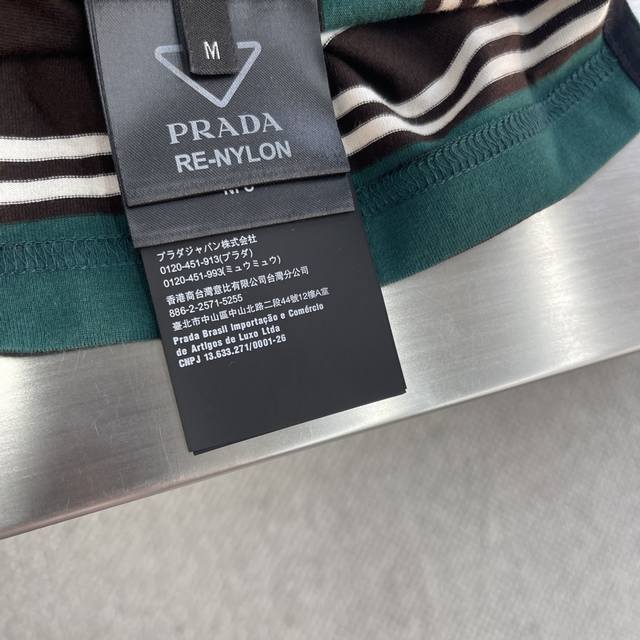 M
PRADA
RE-NYLON
プラダジャパン株式会社
0120-451-913(プラダ)
0120-451-993(ミュウミュウ)
香港商台灣意比有限公司台灣分公司
886-2-2571-5255
臺北市中山區中山北路二段44號12樓A室
Prada Brasil Importação e Comércio
de Artigos de Luxo Ltda
CNPJ 13.633.271/0001-26